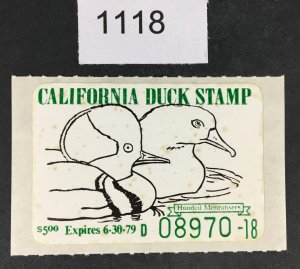 1118
CALIFORNIA DUCK STAMP
Hooded Mergansers
$5.00 Expires 6-30-79 D 08970-18